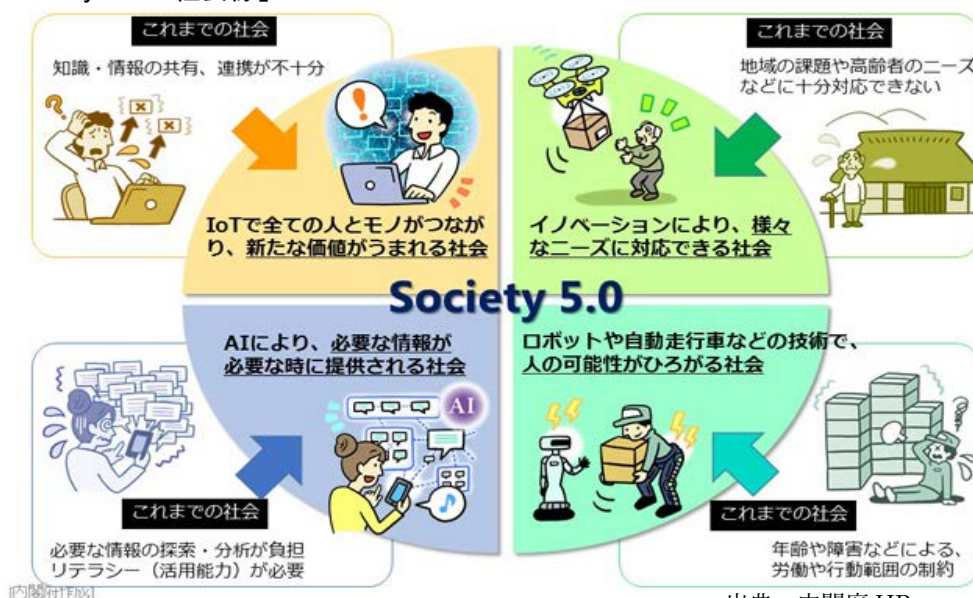 これまでの社会
知識・情報の共有、連携が不十分
IoTで全ての人とモノがつなが
り、新たな価値がうまれる社会
これまでの社会
地域の課題や高齢者のニーズ
などに十分対応できない
イノベーションにより、様々
なニーズに対応できる社会
Society 5.0
AIにより、必要な情報が
必要な時に提供される社会
AI
これまでの社会
必要な情報の探索・分析が負担
リテラシー（活用能力）が必要
ロボットや自動走行車などの技術で、
人の可能性がひろがる社会
これまでの社会
年齢や障害などによる、
労働や行動範囲の制約
[内閣府作成]